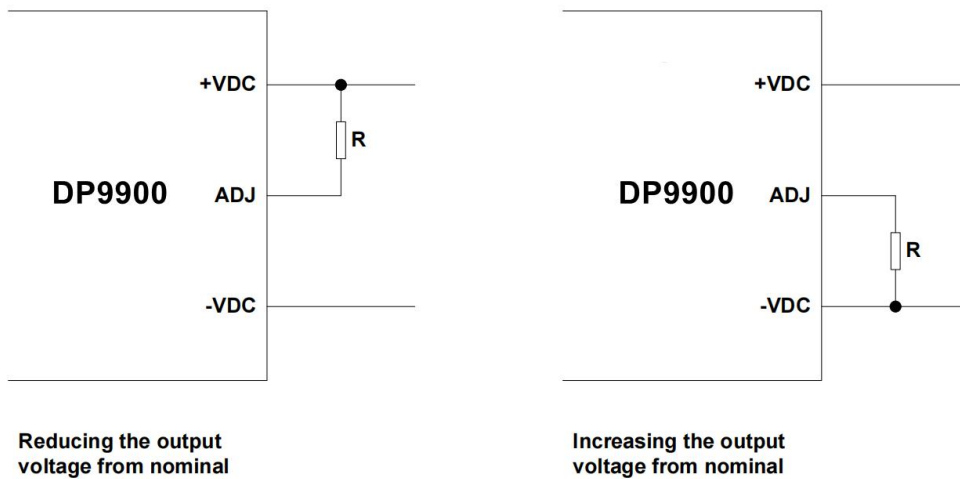 +VDC
R
DP9900
ADJ
-VDC
Reducing the output
voltage from nominal
+VDC
DP9900
ADJ
R
-VDC
Increasing the output
voltage from nominal